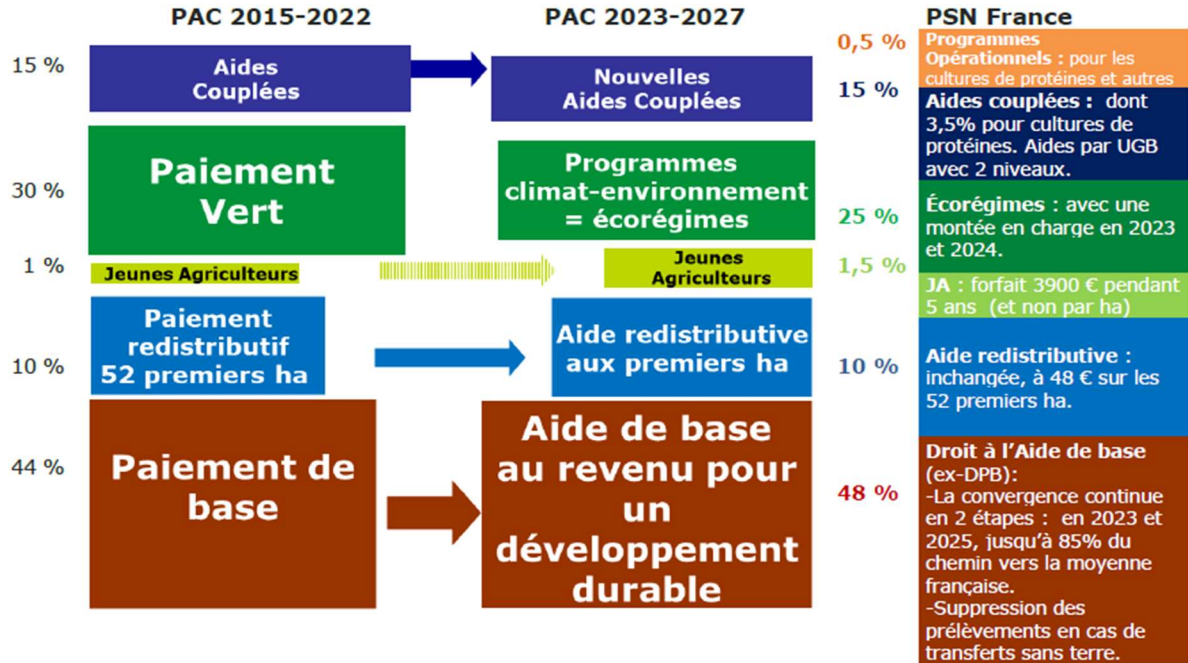 PAC 2015-2022
PAC 2023-2027
PSN France
15 %
Aides
Couplées
Nouvelles
Aides Couplées
0,5 %
15 %
Programmes
Opérationnels : pour les
cultures de protéines et autres
Aides couplées : dont
3,5% pour cultures de
protéines. Aides par UGB
avec 2 niveaux.
30 %
Paiement
Vert
Programmes
climat-environnement
= écorégimes
25 %
Écorégimes : avec une
montée en charge en 2023
et 2024.
1 %
Jeunes Agriculteurs
Jeunes
Agriculteurs
1,5 %
JA : forfait 3900 € pendant
5 ans (et non par ha)
10 %
Paiement
redistributif
52 premiers ha
Aide redistributive
aux premiers ha
10 %
Aide redistributive :
inchangée, à 48 € sur les
52 premiers ha.
44 %
Paiement de
base
Aide de base
au revenu pour
un
développement
durable
48 %
Droit à l’Aide de base
(ex-DPB):
-La convergence continue
en 2 étapes : en 2023 et
2025, jusqu’à 85% du
chemin vers la moyenne
française.
-Suppression des
prélèvements en cas de
transferts sans terre.